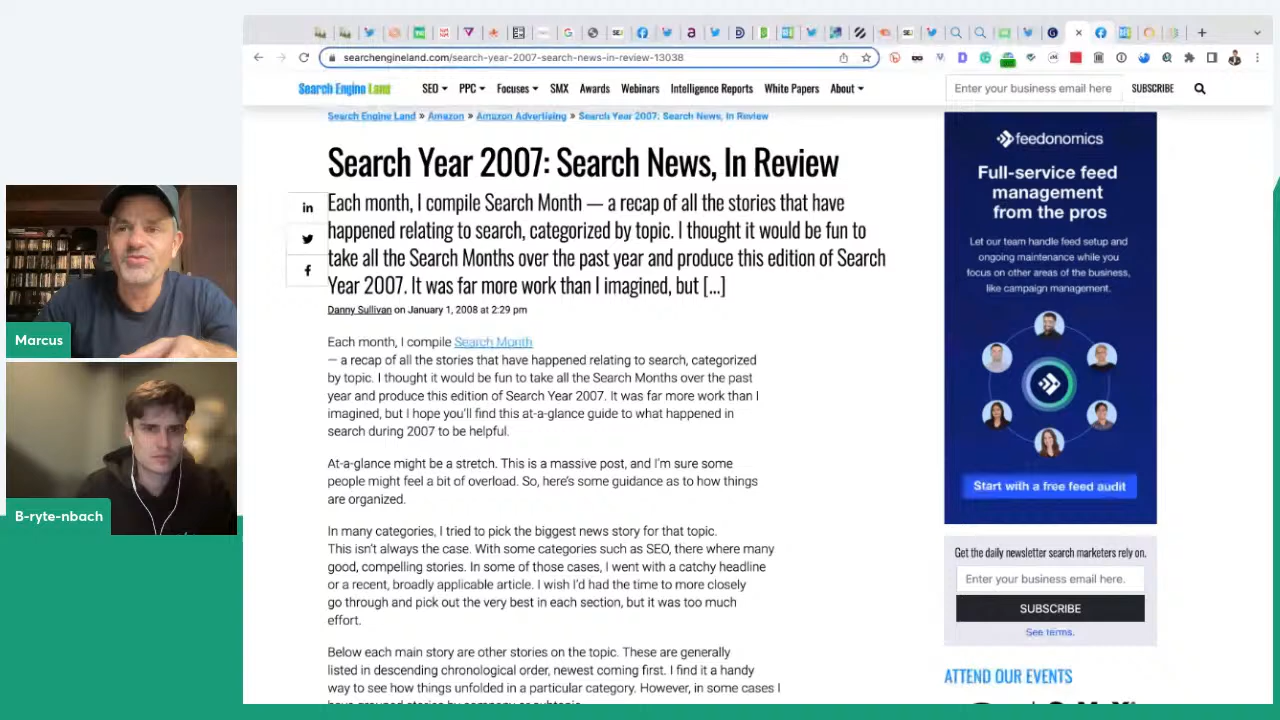 searchengineland.com/search-year-2007-search-news-in-review-13038
Search Engine Land
SEO PPC Focuses SMX Awards Webinars Intelligence Reports White Papers About
Enter your business email here
SUBSCRIBE
Search Engine Land » Amazon » Amazon Advertising » Search Year 2007: Search News, In Review
Search Year 2007: Search News, In Review
Each month, I compile Search Month — a recap of all the stories that have
happened relating to search, categorized by topic. I thought it would be fun to
take all the Search Months over the past year and produce this edition of Search
Year 2007. It was far more work than I imagined, but […]
Danny Sullivan on January 1, 2008 at 2:29 pm
Each month, I compile Search Month
— a recap of all the stories that have happened relating to search, categorized
by topic. I thought it would be fun to take all the Search Months over the past
year and produce this edition of Search Year 2007. It was far more work than I
imagined, but I hope you'll find this at-a-glance guide to what happened in
search during 2007 to be helpful.
At-a-glance might be a stretch. This is a massive post, and I'm sure some
people might feel a bit of overload. So, here's some guidance as to how things
are organized.
In many categories, I tried to pick the biggest news story for that topic.
This isn't always the case. With some categories such as SEO, there where many
good, compelling stories. In some of those cases, I went with a catchy headline
or a recent, broadly applicable article. I wish I'd had the time to more closely
go through and pick out the very best in each section, but it was too much
effort.
Below each main story are other stories on the topic. These are generally
listed in descending chronological order, newest coming first. I find it a handy
way to see how things unfolded in a particular category. However, in some cases I
feedonomics
Full-service feed
management
from the pros
Let our team handle feed setup and
ongoing maintenance while you
focus on other areas of the business,
like campaign management.
Start with a free feed audit
Get the daily newsletter search marketers rely on.
Enter your business email here.
SUBSCRIBE
See terms.
ATTEND OUR EVENTS
Marcus
B-ryte-nbach